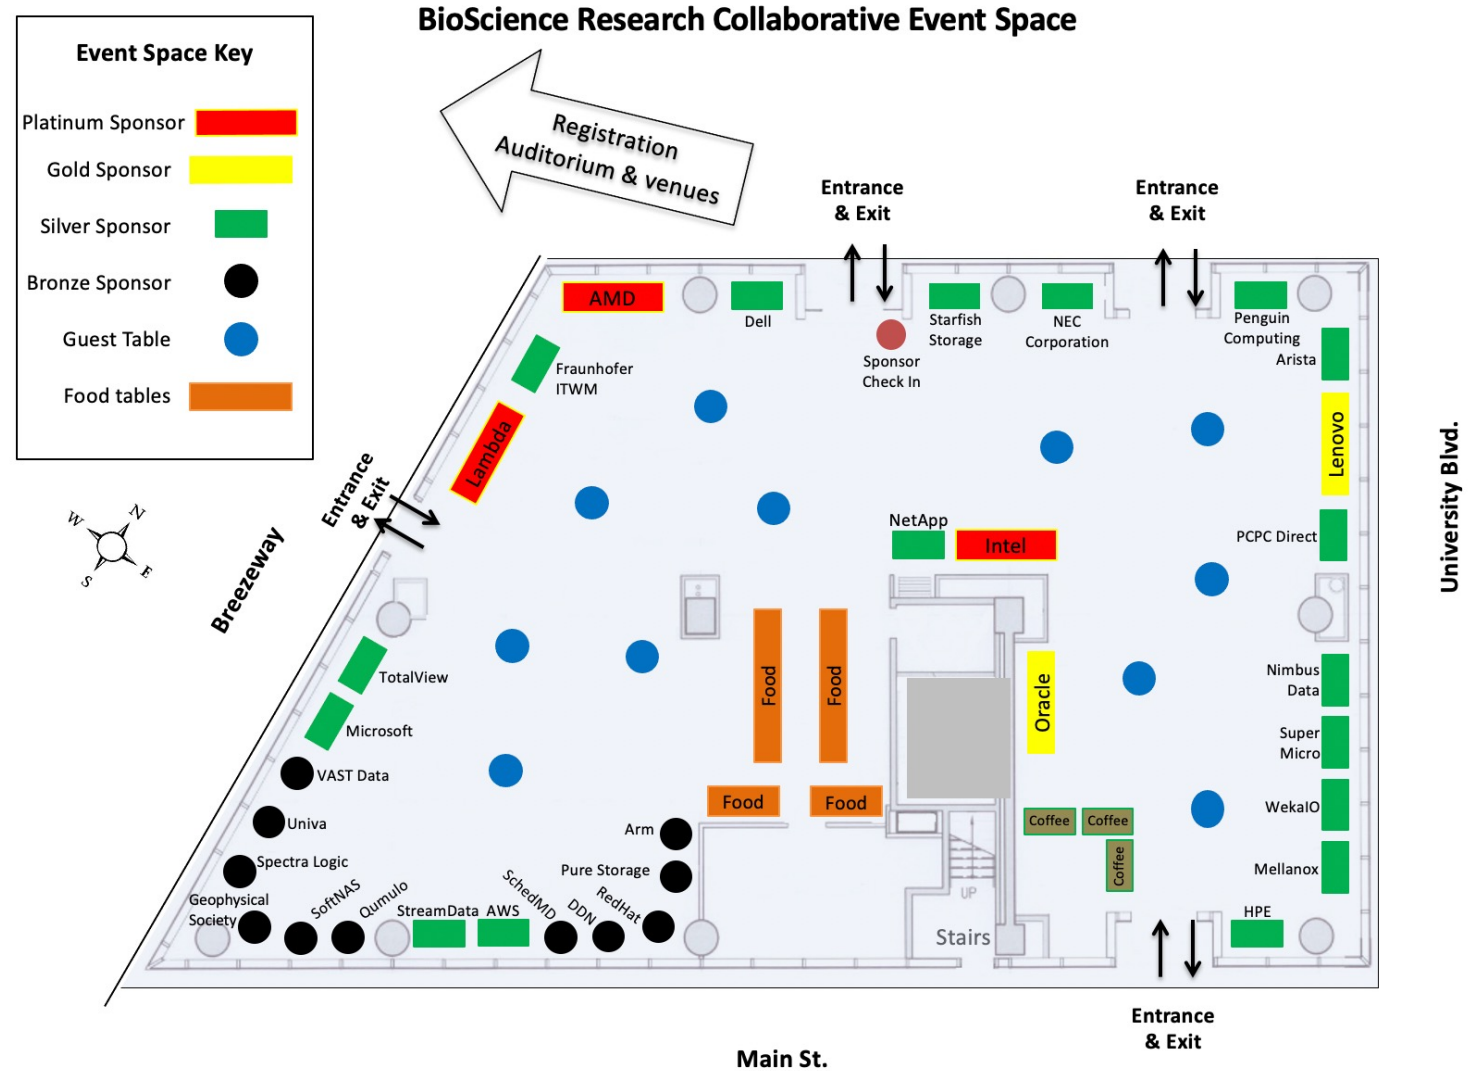 BioScience Research Collaborative Event Space
Event Space Key
Platinum Sponsor
Gold Sponsor
Silver Sponsor
Bronze Sponsor
Guest Table
Food tables
Registration
Auditorium & venues
Entrance
& Exit
Entrance
& Exit
AMD
Dell
Starfish
Storage
NEC
Corporation
Penguin
Computing
Arista
Sponsor
Check In
Fraunhofer
ITWM
Lambda
Lenovo
Entrance
& Exit
N
W
S
E
Breezeway
University Blvd.
NetApp
Intel
PCPC Direct
TotalView
Microsoft
VAST Data
Univa
Spectra Logic
Geophysical
Society
SoftNAS
Qumulo
StreamData
AWS
SchedMD
DDN
RedHat
Pure Storage
Arm
Food
Food
Food
Food
Oracle
Coffee
Coffee
Coffee
Nimbus
Data
Super
Micro
WekaIO
Mellanox
HPE
UP
Stairs
Entrance
& Exit
Main St.